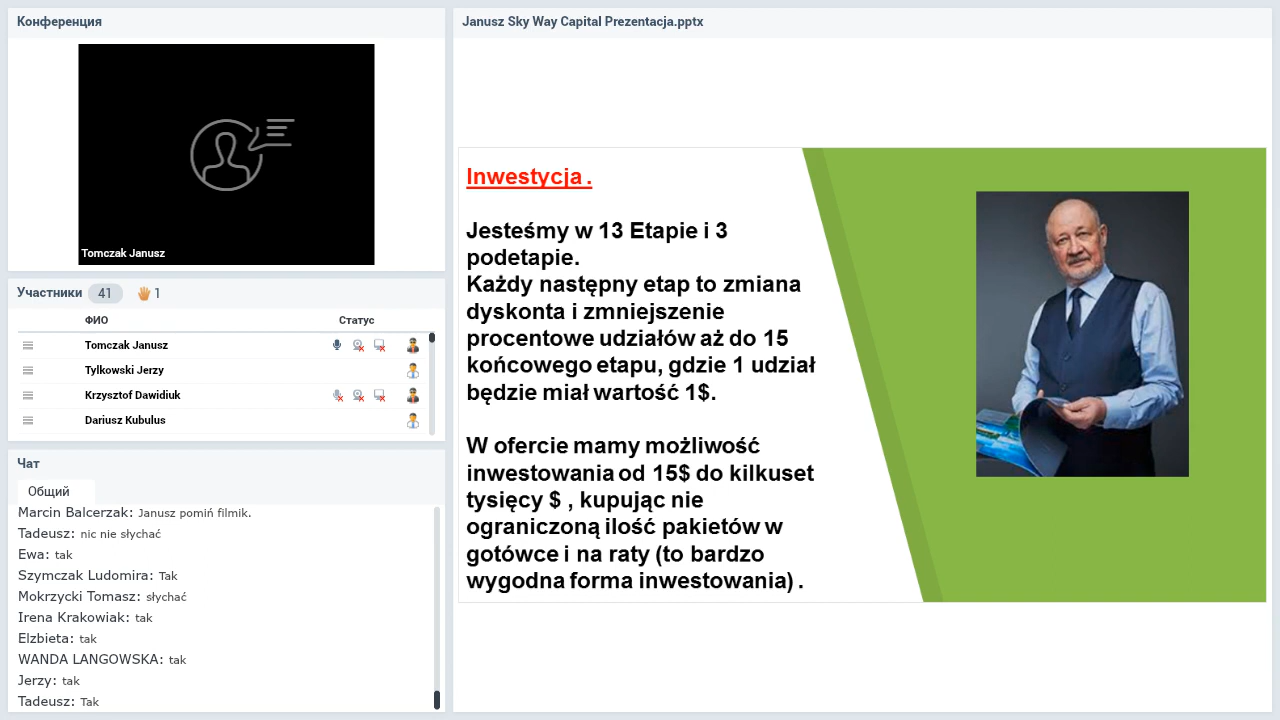 Конференция
Tomczak Janusz
Участники 41 1
ФИО Статус
Tomczak Janusz
Tylkowski Jerzy
Krzysztof Dawidiuk
Dariusz Kubulus
Чат
Общий
Marcin Balcerzak: Janusz pomiń filmik.
Tadeusz: nic nie słychać
Ewa: tak
Szymczak Ludomira: Tak
Mokrzycki Tomasz: słychać
Irena Krakowiak: tak
Elzbieta: tak
WANDA LANGOWSKA: tak
Jerzy: tak
Tadeusz: Tak
Janusz Sky Way Capital Prezentacja.pptx
Inwestycja .
Jesteśmy w 13 Etapie i 3
podetapie.
Każdy następny etap to zmiana
dyskonta i zmniejszenie
procentowe udziałów aż do 15
końcowego etapu, gdzie 1 udział
będzie miał wartość 1$.
W ofercie mamy możliwość
inwestowania od 15$ do kilkuset
tysięcy $ , kupując nie
ograniczoną ilość pakietów w
gotówce i na raty (to bardzo
wygodna forma inwestowania) .